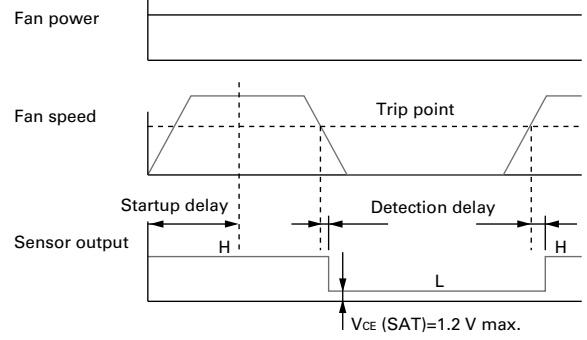 Fan power
Fan speed
Trip point
Startup delay
Detection delay
Sensor output
H
H
L
VCE (SAT)=1.2 V max.